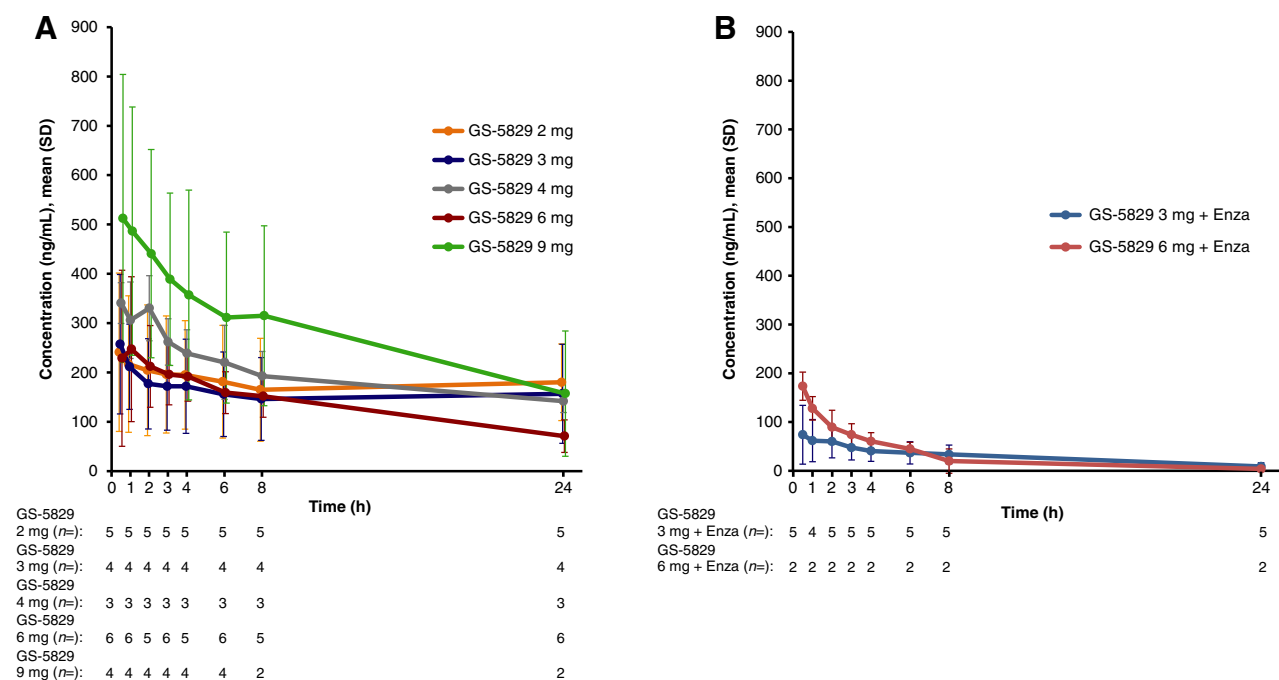 A
Concentration (ng/mL), mean (SD)
900
800
700
600
500
400
300
200
100
0
0 1 2 3 4 6 8 24
Time (h)
GS-5829 2 mg
GS-5829 3 mg
GS-5829 4 mg
GS-5829 6 mg
GS-5829 9 mg
GS-5829
2 mg (n=): 5 5 5 5 5 5 5 5
GS-5829
3 mg (n=): 4 4 4 4 4 4 4 4
GS-5829
4 mg (n=): 3 3 3 3 3 3 3 3
GS-5829
6 mg (n=): 6 6 5 6 5 6 5 6
GS-5829
9 mg (n=): 4 4 4 4 4 4 2 2
B
Concentration (ng/mL), mean (SD)
900
800
700
600
500
400
300
200
100
0
0 1 2 3 4 6 8 24
Time (h)
GS-5829 3 mg + Enza
GS-5829 6 mg + Enza
GS-5829
3 mg + Enza (n=): 5 4 5 5 5 5 5 5
GS-5829
6 mg + Enza (n=): 2 2 2 2 2 2 2 2